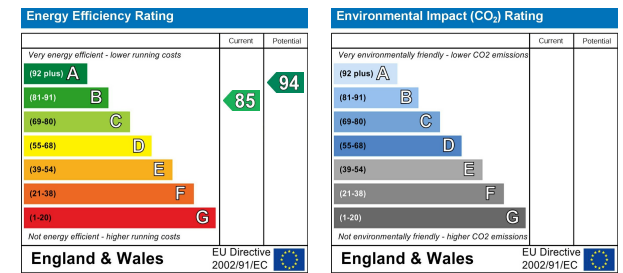 Energy Efficiency Rating
Current Potential
Very energy efficient - lower running costs
(92 plus) A
(81-91) B
(69-80) C
(55-68) D
(39-54) E
(21-38) F
(1-20) G
85
94
Not energy efficient - higher running costs
England & Wales
EU Directive
2002/91/EC
Environmental Impact (CO₂) Rating
Current Potential
Very environmentally friendly - lower CO2 emissions
(92 plus) A
(81-91) B
(69-80) C
(55-68) D
(39-54) E
(21-38) F
(1-20) G
Not environmentally friendly - higher CO2 emissions
England & Wales
EU Directive
2002/91/EC